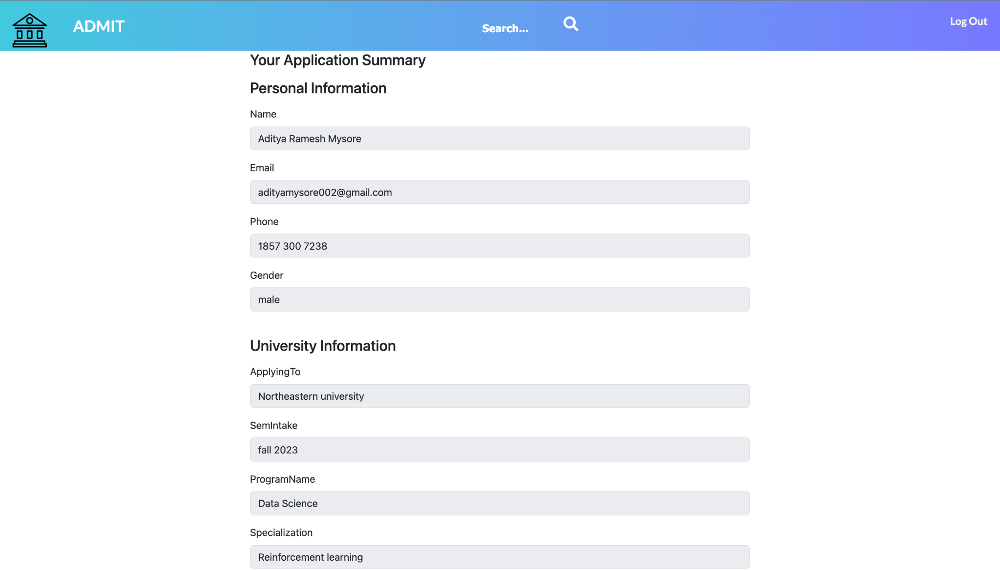 ADMIT
Search...
Log Out
Your Application Summary
Personal Information
Name
Aditya Ramesh Mysore
Email
adityamysore002@gmail.com
Phone
1857 300 7238
Gender
male
University Information
ApplyingTo
Northeastern university
SemIntake
fall 2023
ProgramName
Data Science
Specialization
Reinforcement learning